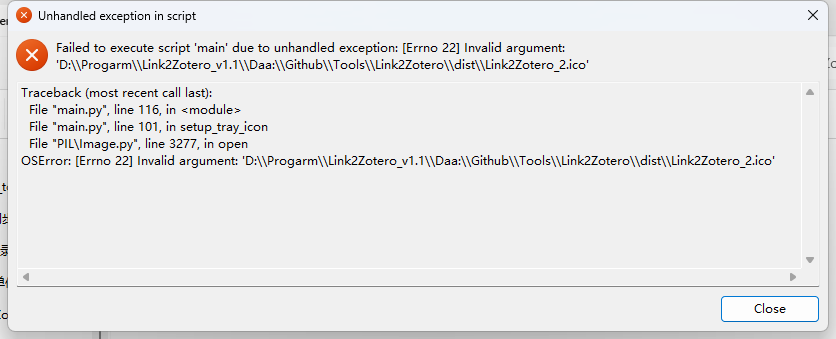 Unhandled exception in script
Failed to execute script 'main' due to unhandled exception: [Errno 22] Invalid argument:
'D:\\Progarm\\Link2Zotero_v1.1\\Daa:\\Github\\Tools\\Link2Zotero\\dist\\Link2Zotero_2.ico'
Traceback (most recent call last):
File "main.py", line 116, in <module>
File "main.py", line 101, in setup_tray_icon
File "PIL\Image.py", line 3277, in open
OSError: [Errno 22] Invalid argument: 'D:\\Progarm\\Link2Zotero_v1.1\\Daa:\\Github\\Tools\\Link2Zotero\\dist\\Link2Zotero_2.ico'
Close